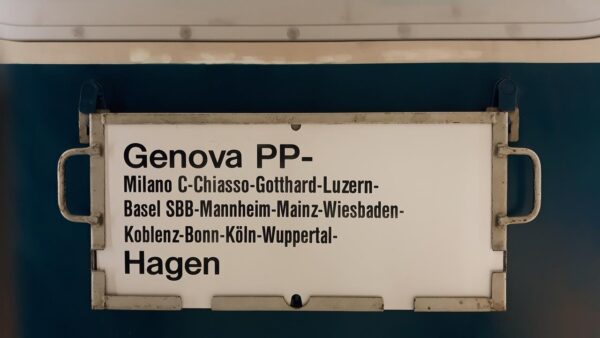 Genova PP-
Milano C-Chiasso-Gotthard-Luzern-
Basel SBB-Mannheim-Mainz-Wiesbaden-
Koblenz-Bonn-Köln-Wuppertal-
Hagen